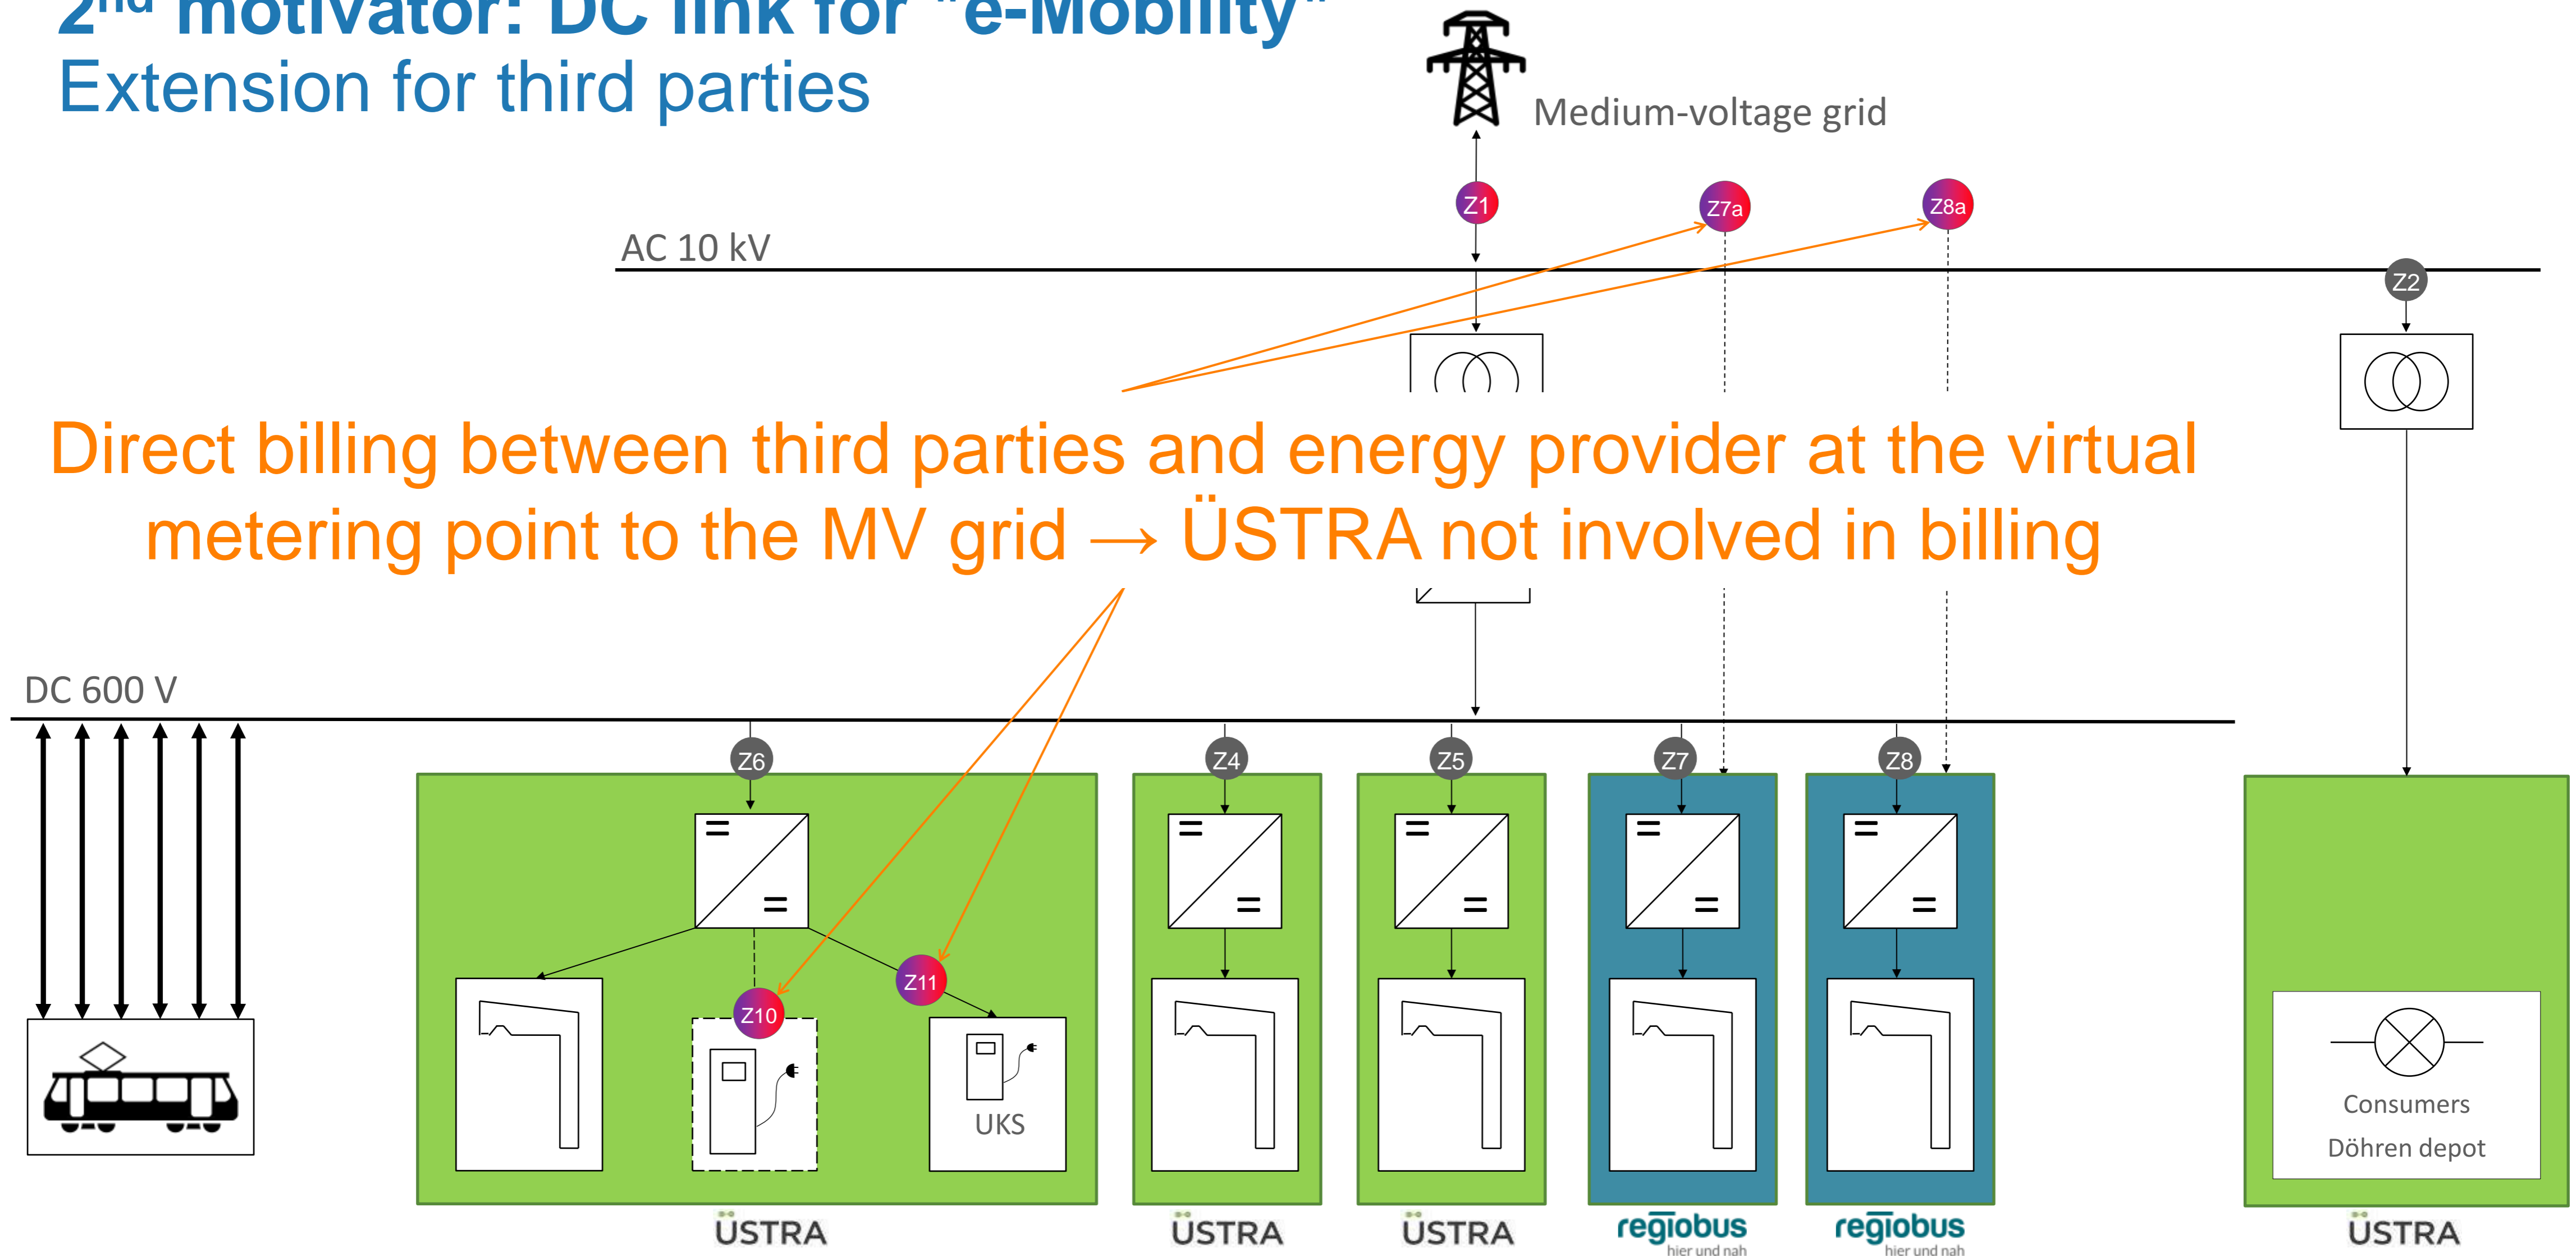 2nd motivator: DC link for "e-Mobility"
Extension for third parties
Medium-voltage grid
Z1
Z7a
Z8a
AC 10 kV
Z2
Direct billing between third parties and energy provider at the virtual
metering point to the MV grid → ÜSTRA not involved in billing
DC 600 V
Z6
Z4
Z5
Z7
Z8
Z11
Z10
UKS
Consumers
Döhren depot
ÜSTRA
ÜSTRA
ÜSTRA
regiobus
hier und nah
regiobus
hier und nah
ÜSTRA